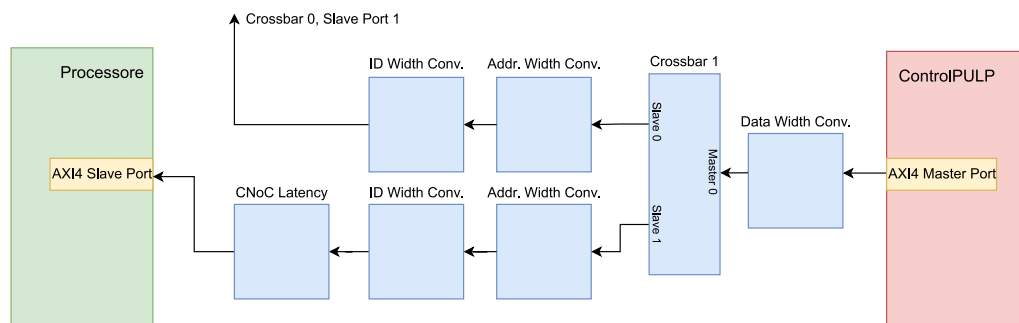 Crossbar 0, Slave Port 1
Processore
ID Width Conv.
Addr. Width Conv.
Crossbar 1
ControlPULP
Slave 0
Data Width Conv.
Master 0
AXI4 Slave Port
AXI4 Master Port
CNoC Latency
ID Width Conv.
Addr. Width Conv.
Slave 1